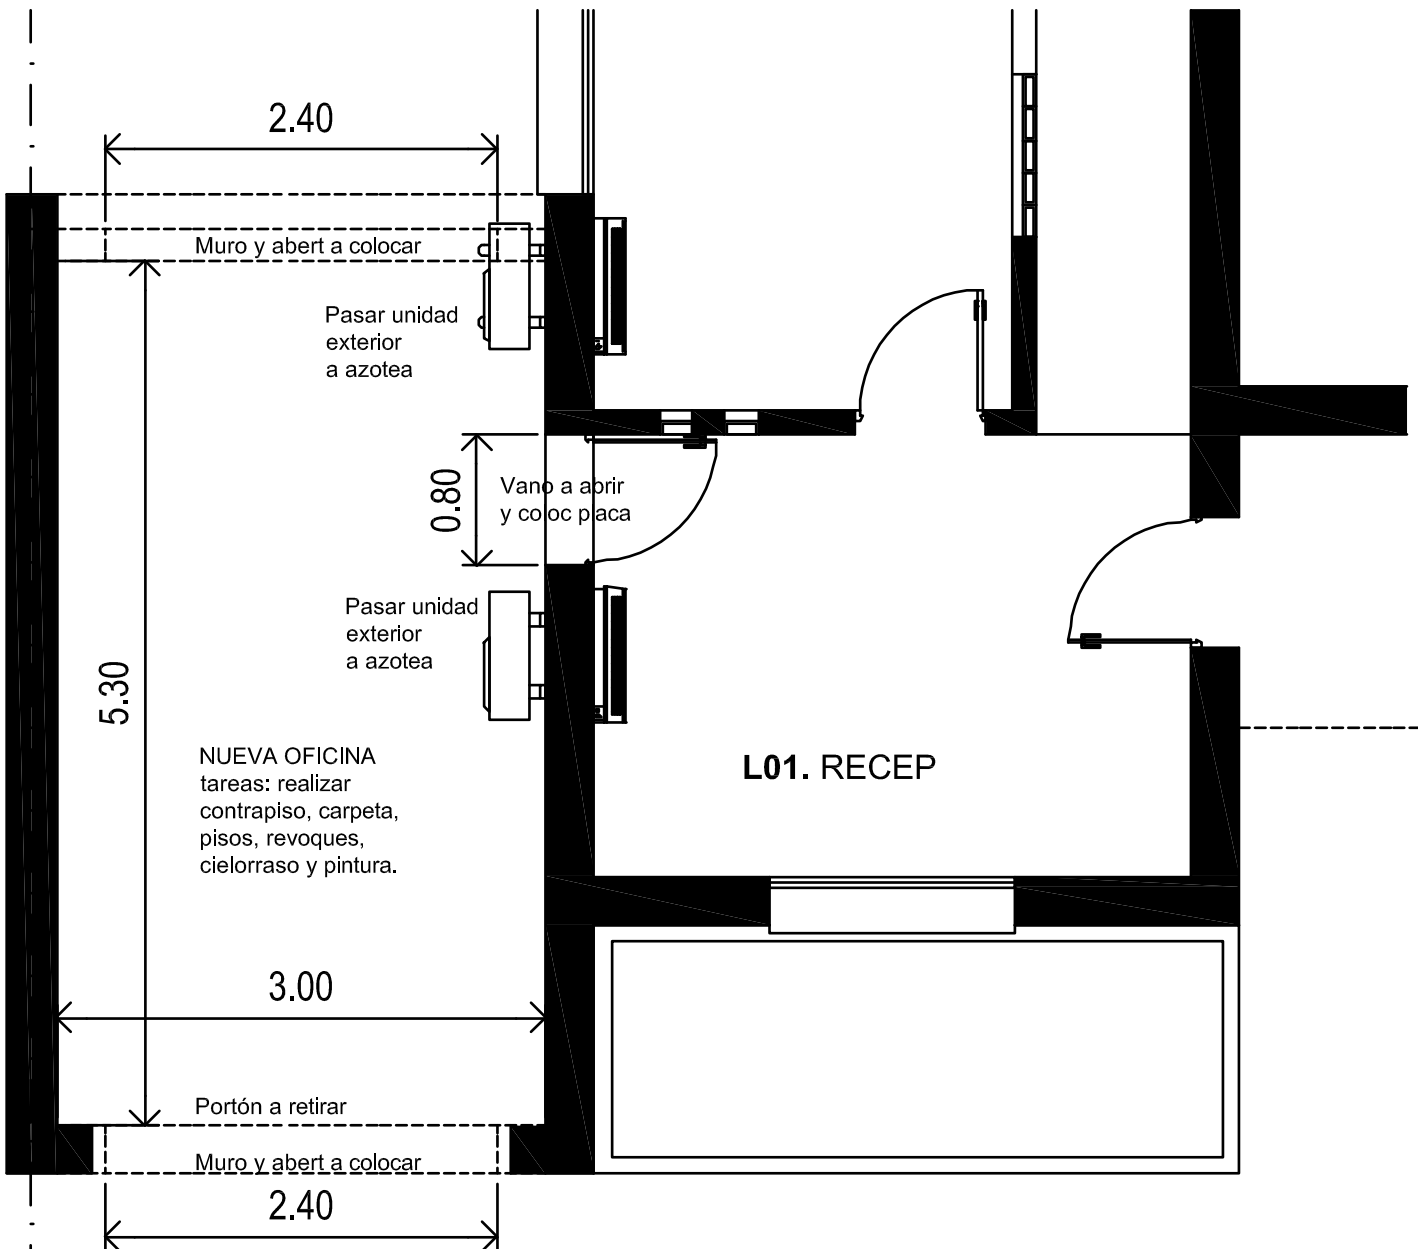 2.40
Muro y abert a colocar
Pasar unidad
exterior
a azotea
0.80
Vano a abrir
y coloc placa
Pasar unidad
exterior
a azotea
5.30
NUEVA OFICINA
tareas: realizar
contrapiso, carpeta,
pisos, revoques,
cielorraso y pintura.
L01. RECEP
3.00
Portón a retirar
Muro y abert a colocar
2.40